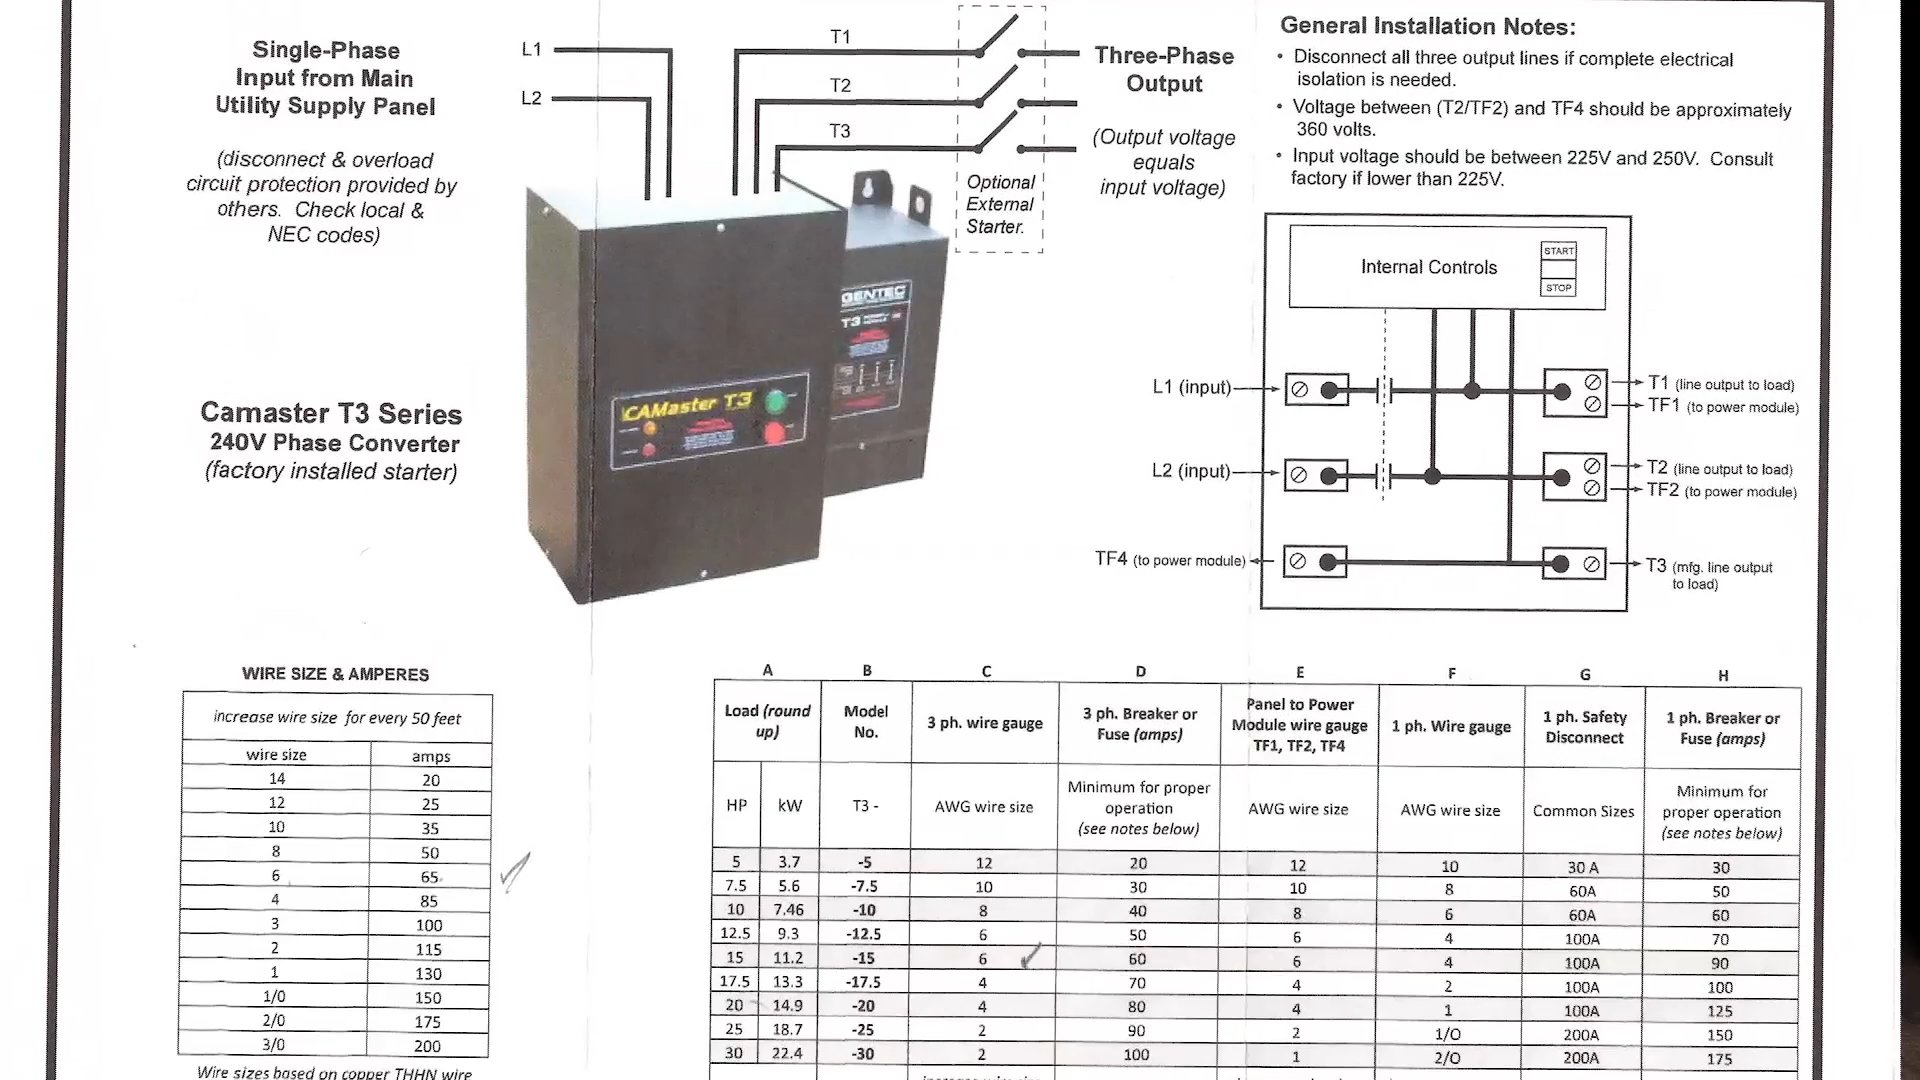 Single-Phase
Input from Main
Utility Supply Panel
(disconnect & overload
circuit protection provided by
others. Check local &
NEC codes)
L1
L2
T1
T2
T3
Optional
External
Starter.
Three-Phase
Output
(Output voltage
equals
input voltage)
General Installation Notes:
• Disconnect all three output lines if complete electrical
isolation is needed.
• Voltage between (T2/TF2) and TF4 should be approximately
360 volts.
• Input voltage should be between 225V and 250V. Consult
factory if lower than 225V.
Camaster T3 Series
240V Phase Converter
(factory installed starter)
CAMaster T3
GENTEC
T3
Internal Controls
START
STOP
L1 (input)
T1 (line output to load)
TF1 (to power module)
L2 (input)
T2 (line output to load)
TF2 (to power module)
TF4 (to power module)
T3 (mfg. line output
to load)
WIRE SIZE & AMPERES
increase wire size for every 50 feet
wire size amps
14 20
12 25
10 35
8 50
6 65
4 85
3 100
2 115
1 130
1/0 150
2/0 175
3/0 200
Wire sizes based on copper THHN wire
A B C D E F G H
Load (round
up)
Model
No.
3 ph. wire gauge
3 ph. Breaker or
Fuse (amps)
Panel to Power
Module wire gauge
TF1, TF2, TF4
1 ph. Wire gauge
1 ph. Safety
Disconnect
1 ph. Breaker or
Fuse (amps)
HP
kW
T3 -
AWG wire size
Minimum for proper
operation
(see notes below)
AWG wire size
AWG wire size
Common Sizes
Minimum for
proper operation
(see notes below)
5 3.7 -5 12 20 12 10 30 A 30
7.5 5.6 -7.5 10 30 10 8 60A 50
10 7.46 -10 8 40 8 6 60A 60
12.5 9.3 -12.5 6 50 6 4 100A 70
15 11.2 -15 6 60 6 4 100A 90
17.5 13.3 -17.5 4 70 4 2 100A 100
20 14.9 -20 4 80 4 1 100A 125
25 18.7 -25 2 90 2 1/O 200A 150
30 22.4 -30 2 100 1 2/O 200A 175